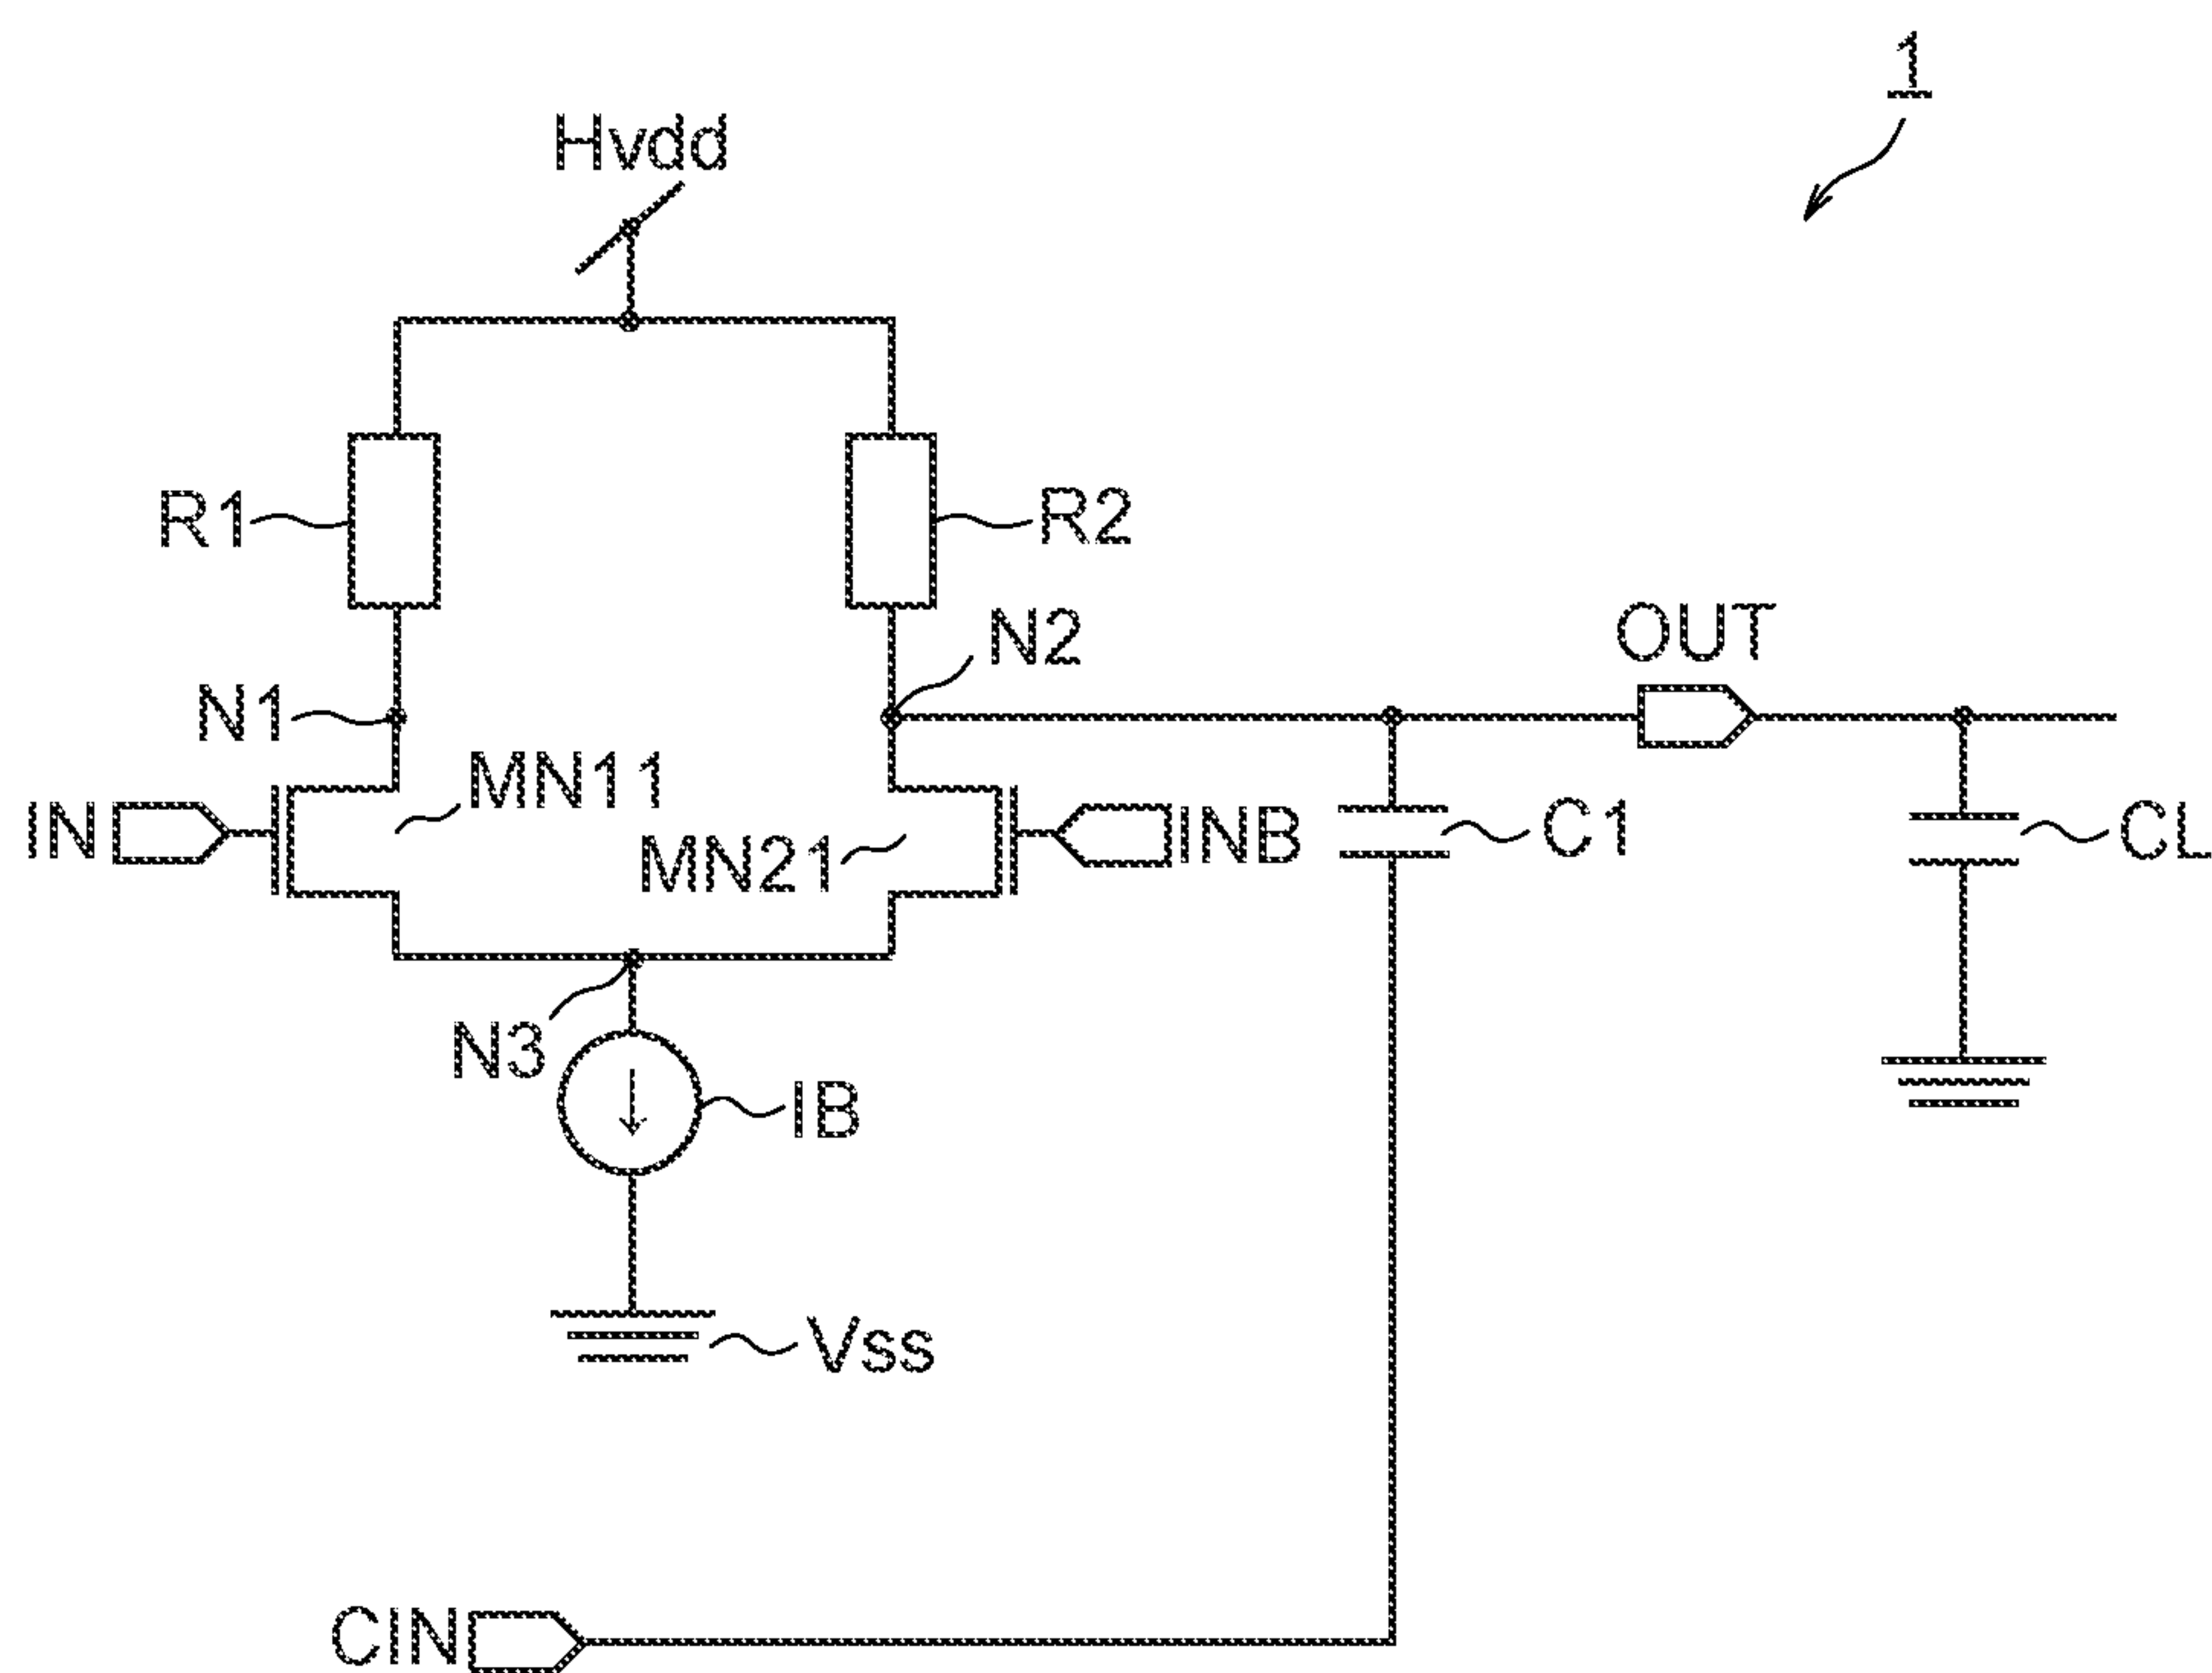 1
Hvdd
R1
R2
N2
OUT
N1
MN11
IN
MN21
INB
C1
CL
N3
IB
Vss
CIN